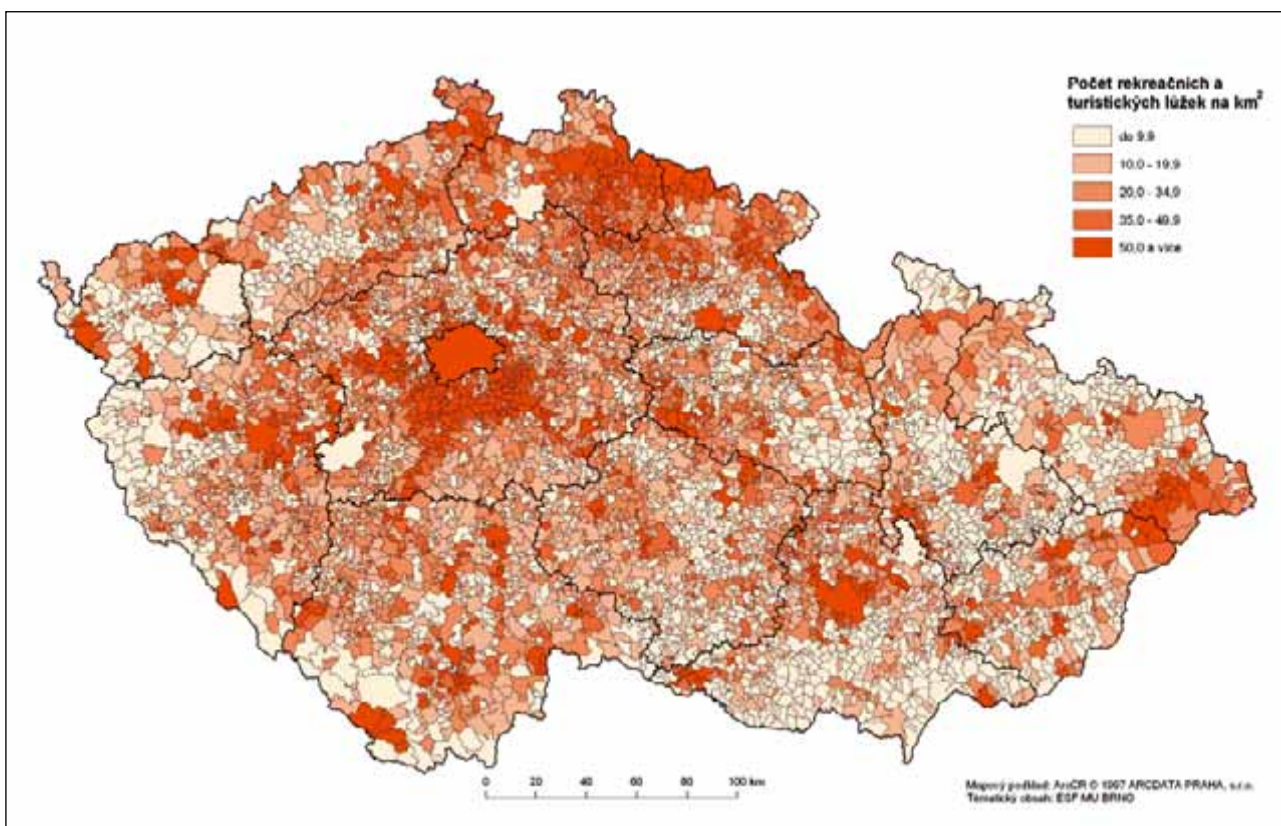 Počet rekreačních a
turistických lůžek na km²
do 9.9
10.0 - 19.9
20.0 - 34.9
35.0 - 49.9
50.0 a více
0 20 40 60 80 100 km
Mapový podklad: ArcČR © 1997 ARCDATA PRAHA, s.r.o.
Tématický obsah: ESF MU BRNO